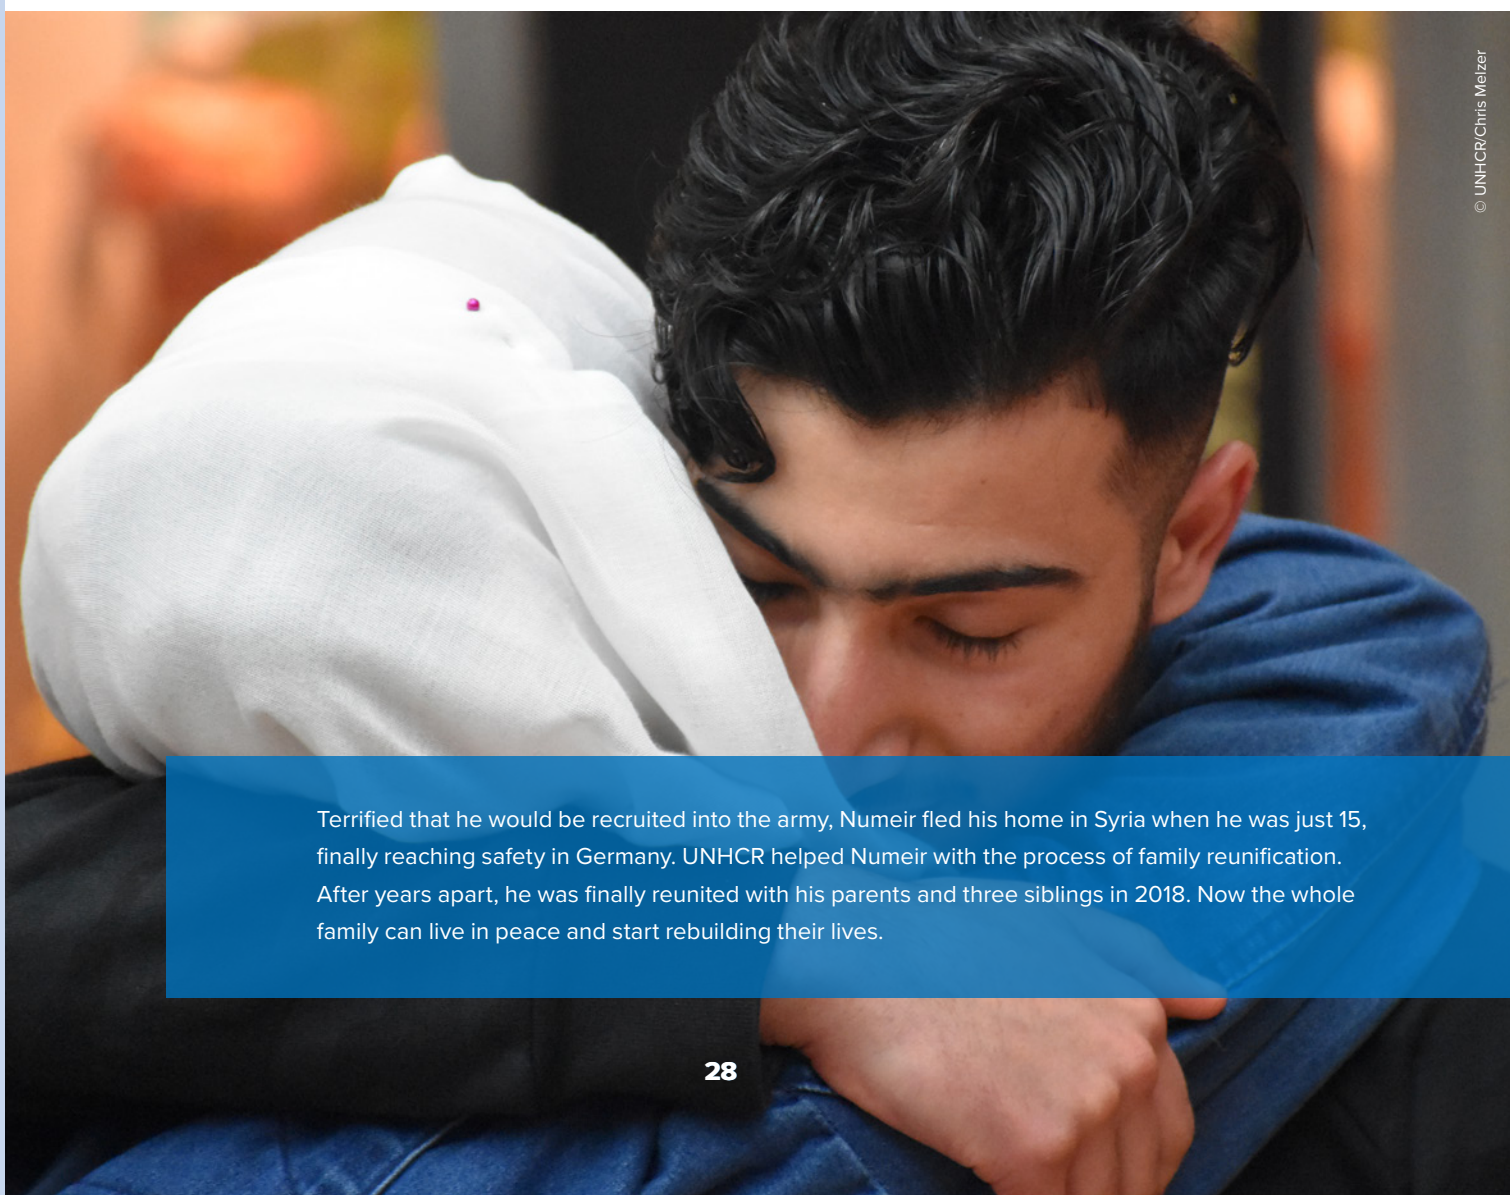 © UNHCR/Chris Melzer
Terrified that he would be recruited into the army, Numeir fled his home in Syria when he was just 15,
finally reaching safety in Germany. UNHCR helped Numeir with the process of family reunification.
After years apart, he was finally reunited with his parents and three siblings in 2018. Now the whole
family can live in peace and start rebuilding their lives.
28